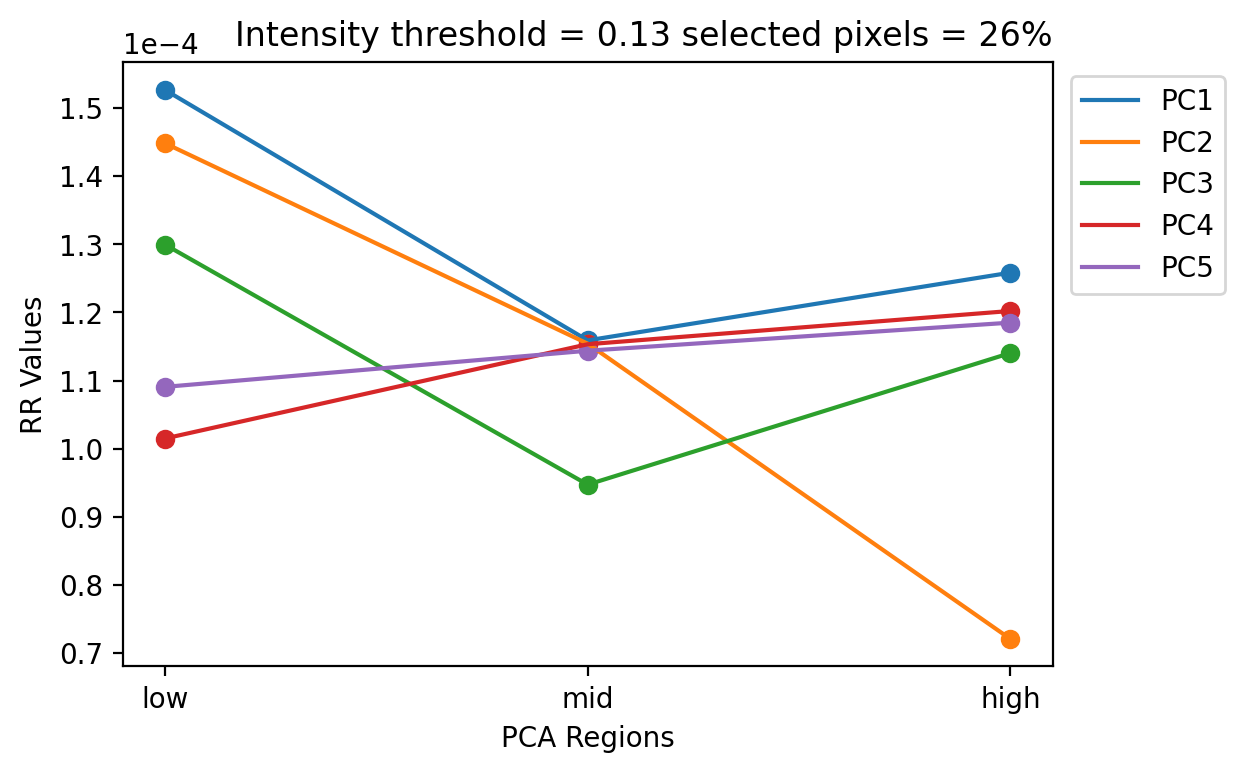 Intensity threshold = 0.13 selected pixels = 26%
1e−4
1.5
1.4
1.3
1.2
1.1
1.0
0.9
0.8
0.7
RR Values
low
mid
high
PCA Regions
PC1
PC2
PC3
PC4
PC5